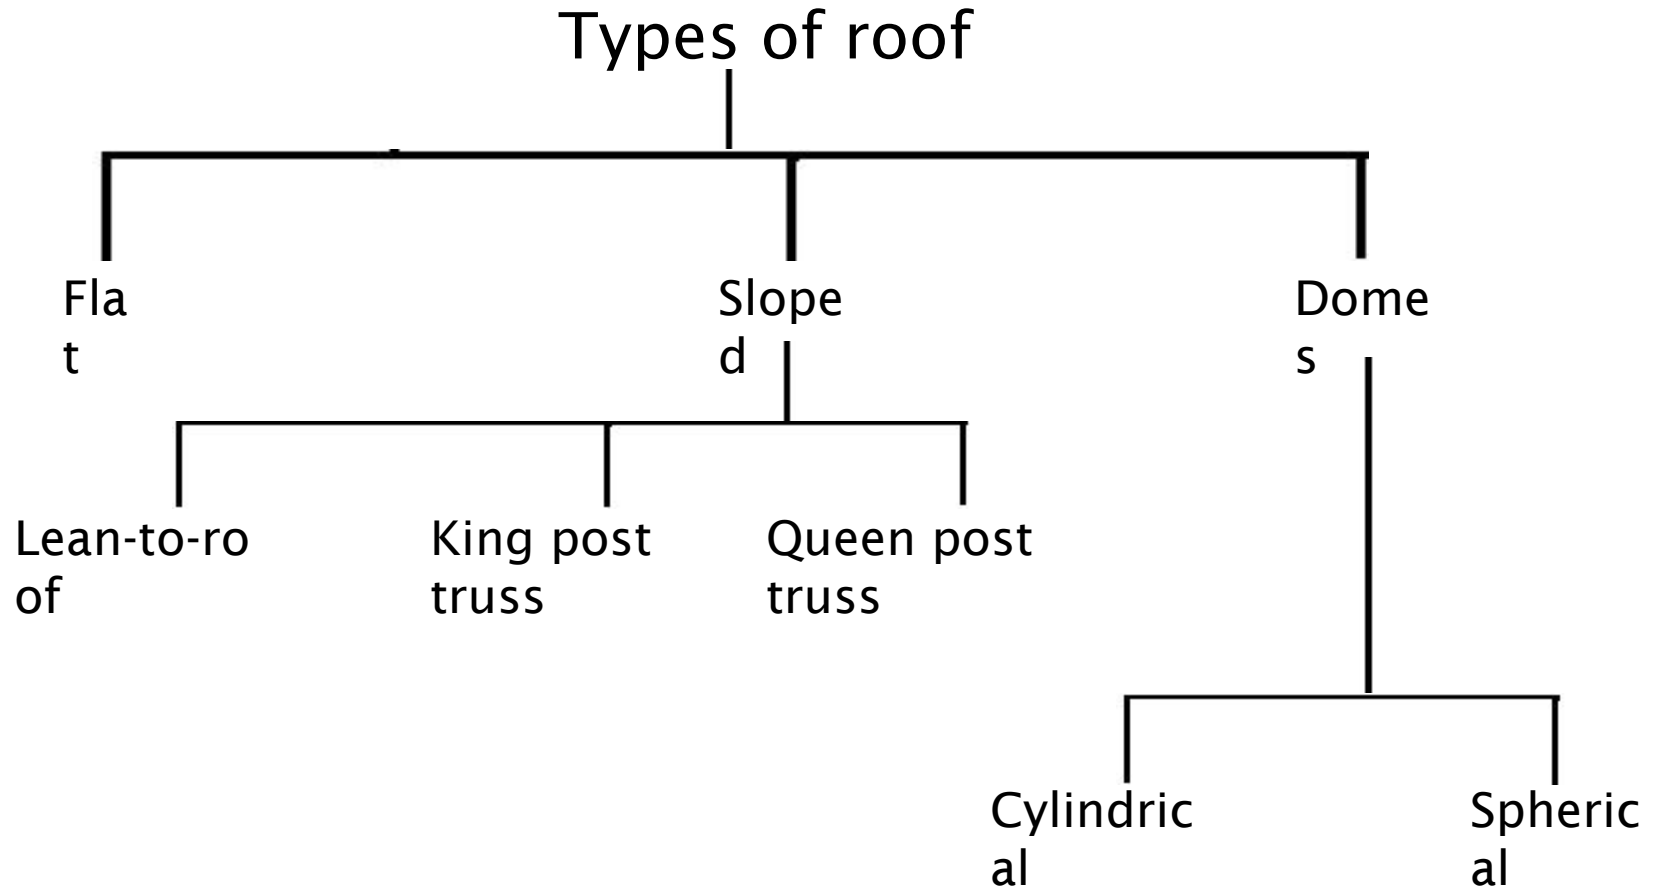 Types of roof
Fla
t
Slope
d
Dome
s
Lean-to-ro
of
King post
truss
Queen post
truss
Cylindric
al
Spheric
al